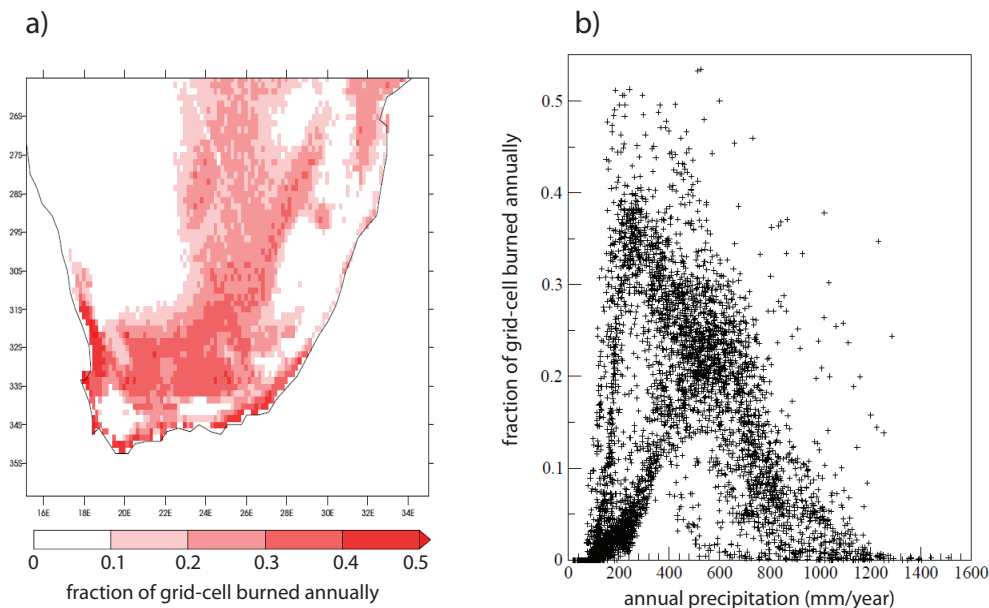 a)
26S
27S
28S
29S
30S
31S
32S
33S
34S
35S
16E 18E 20E 22E 24E 26E 28E 30E 32E 34E
0 0.1 0.2 0.3 0.4 0.5
fraction of grid-cell burned annually
b)
fraction of grid-cell burned annually
0.5
0.4
0.3
0.2
0.1
0
0 200 400 600 800 1000 1200 1400 1600
annual precipitation (mm/year)